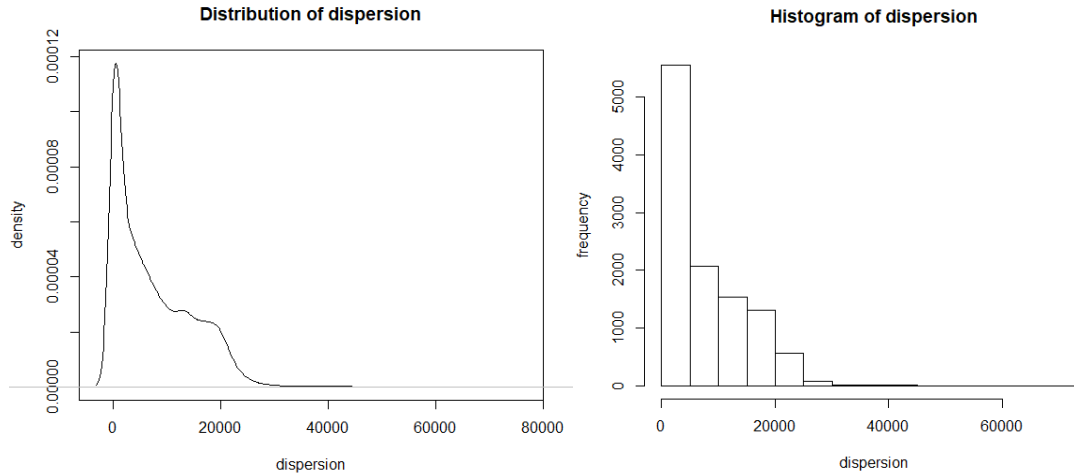 Distribution of dispersion
0.00012
0.00008
0.00004
0.00000
density
0 20000 40000 60000 80000
dispersion
Histogram of dispersion
5000
4000
3000
2000
1000
0
frequency
0 20000 40000 60000
dispersion